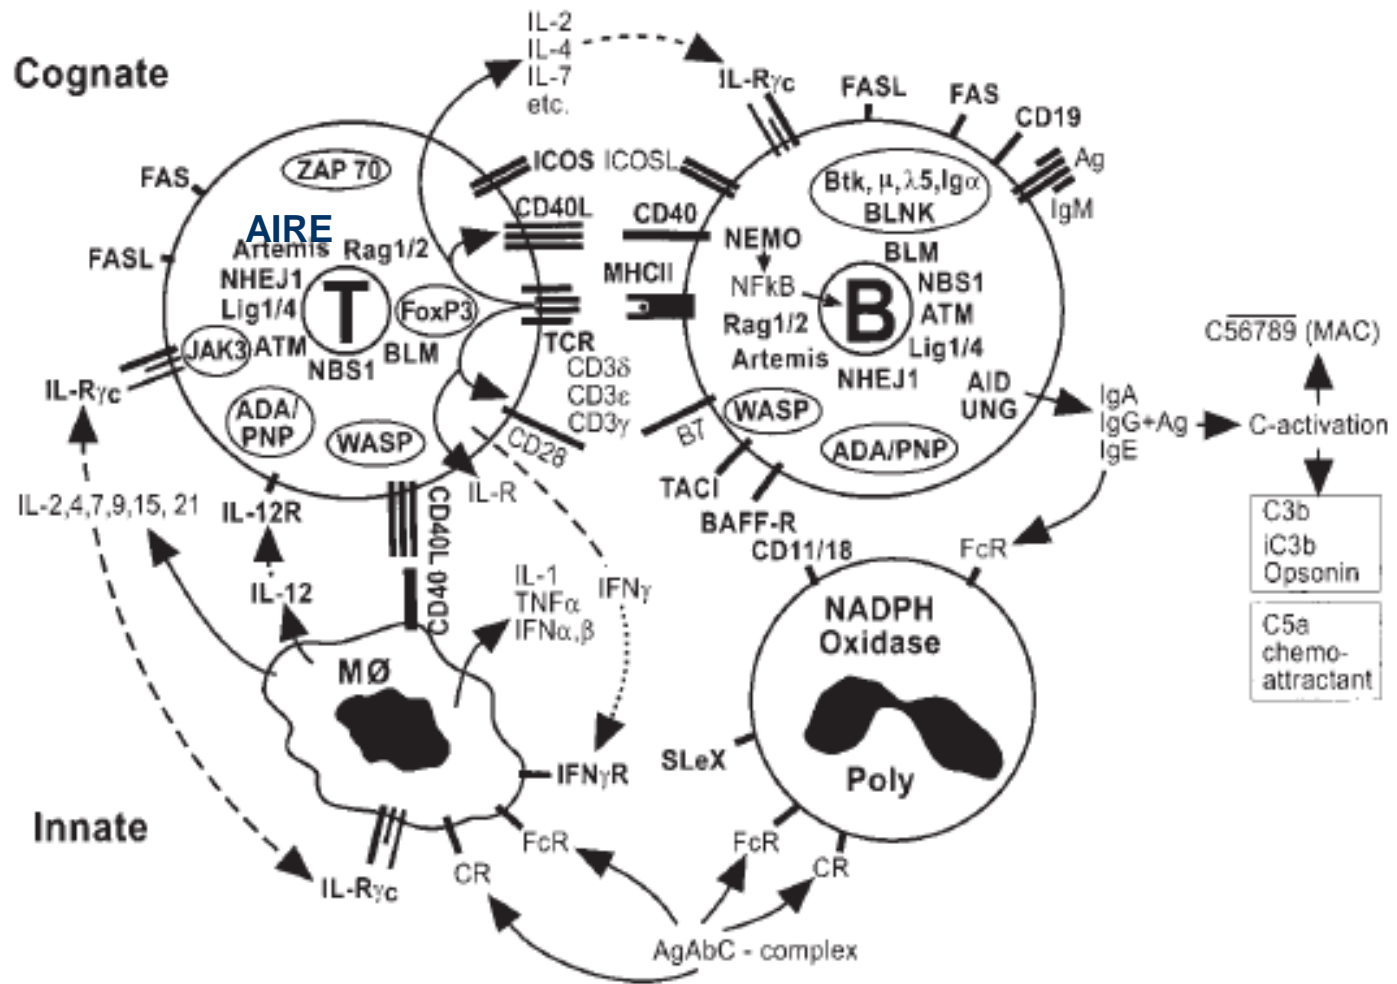 Cognate
IL-2
IL-4
IL-7
etc.
IL-Rγc
FASL
FAS
CD19
Ag
IgM
FAS
FASL
ZAP 70
AIRE
Artemis
Rag1/2
NHEJ1
Lig1/4
T
FoxP3
JAK3
ATM
NBS1
BLM
ADA/
PNP
WASP
IL-Rγc
ICOS
ICOSL
CD40L
CD40
MHCII
TCR
CD3δ
CD3ε
CD3γ
CD28
B7
IL-R
Btk, μ, λ5,Igα
BLNK
NEMO
NFkB
BLM
NBS1
ATM
B
Rag1/2
Artemis
Lig1/4
NHEJ1
AID
UNG
WASP
ADA/PNP
TACI
BAFF-R
CD11/18
IgA
IgG+Ag
IgE
FcR
C56789 (MAC)
C-activation
C3b
iC3b
Opsonin
C5a
chemo-
attractant
IL-2,4,7,9,15, 21
IL-12R
IL-12
CD40L
CD40
IL-1
TNFα
IFNα,β
IFNγ
MØ
IFNγR
FcR
CR
IL-Rγc
Innate
NADPH
Oxidase
Poly
SLeX
FcR
CR
AgAbC - complex